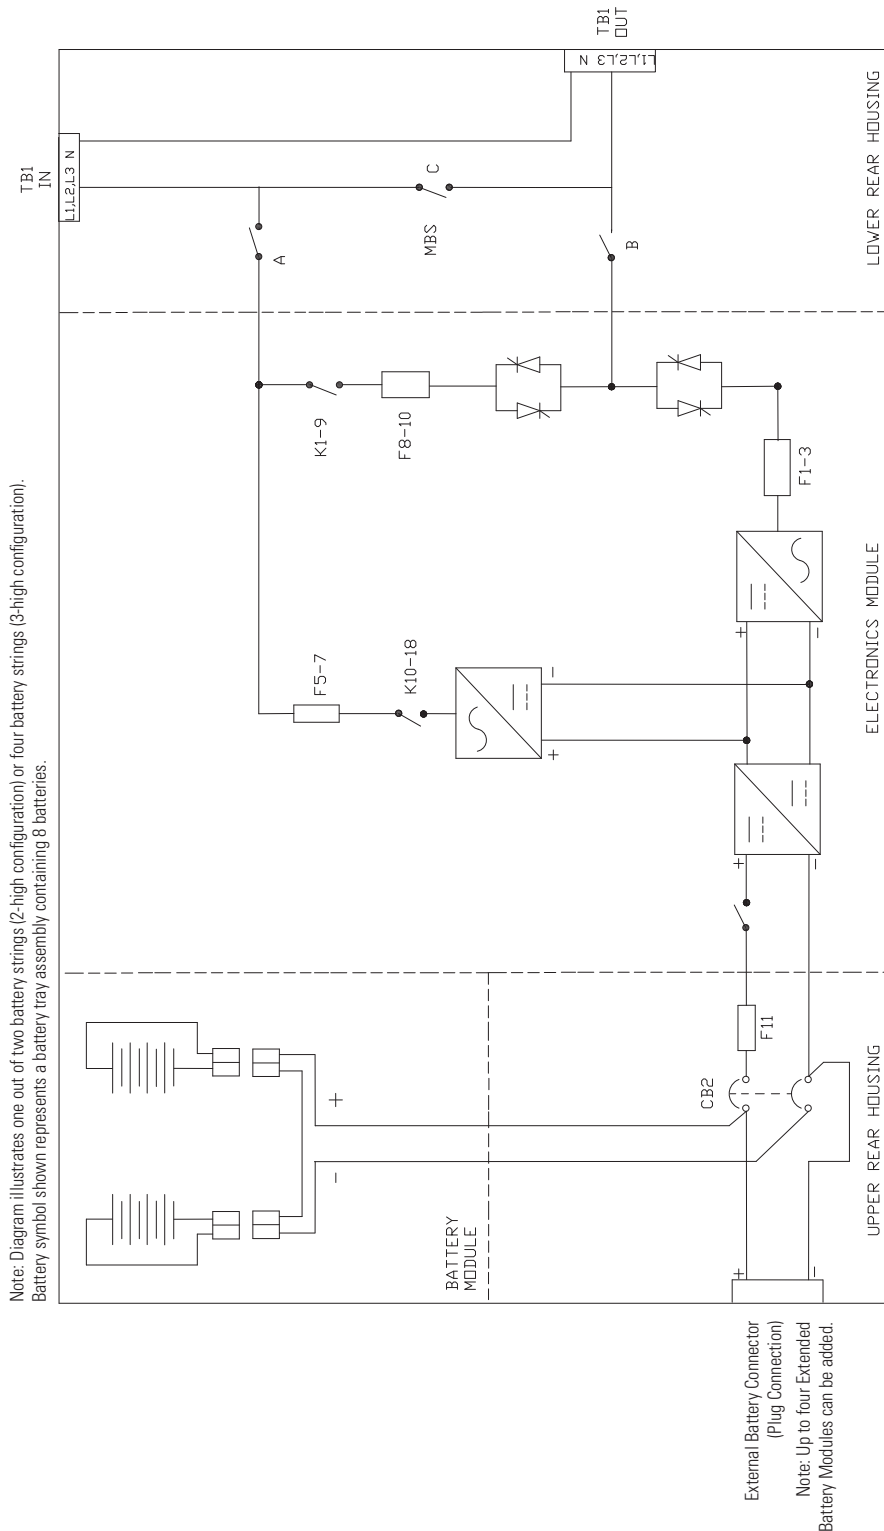 Note: Diagram illustrates one out of two battery strings (2-high configuration) or four battery strings (3-high configuration).
Battery symbol shown represents a battery tray assembly containing 8 batteries.
TB1
IN
L1,L2,L3 N
TB1
OUT
L1,L2,L3 N
A
C
MBS
B
LOWER REAR HOUSING
K1-9
F8-10
F5-7
K10-18
F1-3
+
-
+
-
+
-
ELECTRONICS MODULE
+
-
BATTERY
MODULE
CB2
F11
UPPER REAR HOUSING
+
-
External Battery Connector
(Plug Connection)
Note: Up to four Extended
Battery Modules can be added.